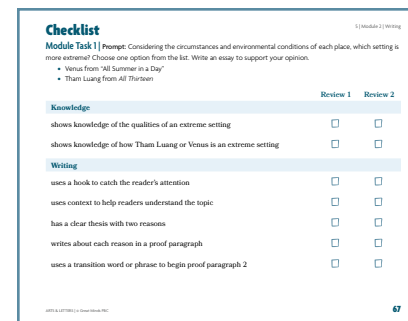 Checklist
5 | Module 2 | Writing
Module Task 1 | Prompt: Considering the circumstances and environmental conditions of each place, which setting is
more extreme? Choose one option from the list. Write an essay to support your opinion.
• Venus from "All Summer in a Day"
• Tham Luang from All Thirteen
Review 1 Review 2
Knowledge
shows knowledge of the qualities of an extreme setting
shows knowledge of how Tham Luang or Venus is an extreme setting
Writing
uses a hook to catch the reader's attention
uses context to help readers understand the topic
has a clear thesis with two reasons
writes about each reason in a proof paragraph
uses a transition word or phrase to begin proof paragraph 2
ARTS & LETTERS | © Great Minds PBC
67